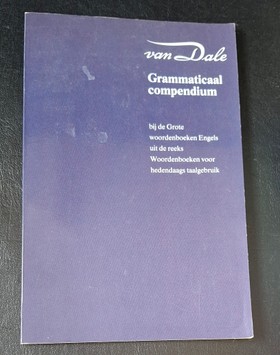 van Dale
Grammaticaal
compendium
bij de Grote
woordenboeken Engels
uit de reeks
Woordenboeken voor
hedendaags taalgebruik